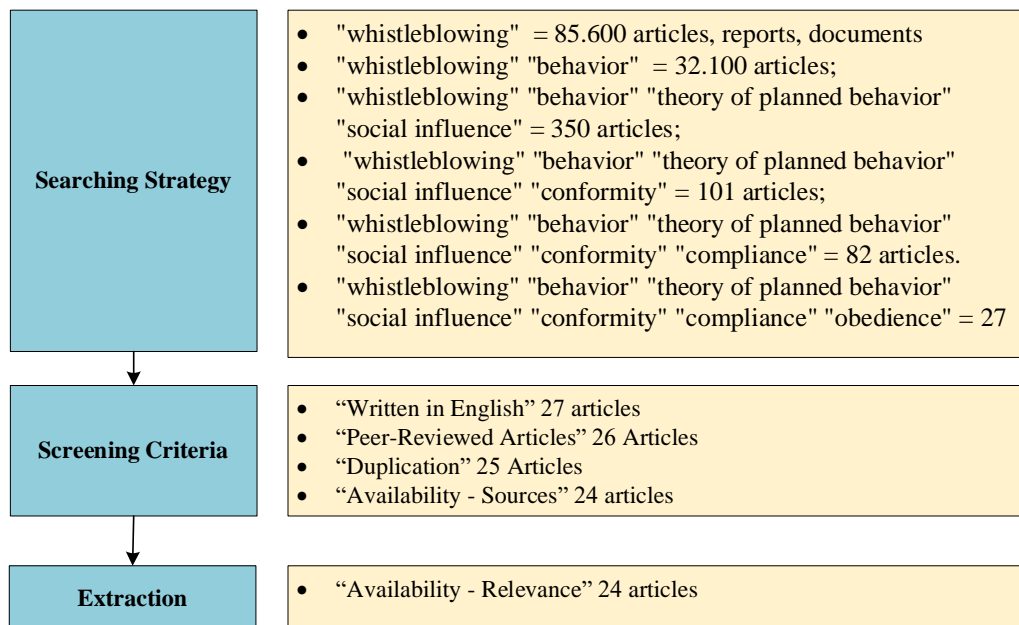 Searching Strategy
• "whistleblowing"  = 85.600 articles, reports, documents
• "whistleblowing" "behavior"  = 32.100 articles;
• "whistleblowing" "behavior" "theory of planned behavior"
"social influence" = 350 articles;
•  "whistleblowing" "behavior" "theory of planned behavior"
"social influence" "conformity" = 101 articles;
• "whistleblowing" "behavior" "theory of planned behavior"
"social influence" "conformity" "compliance" = 82 articles.
• "whistleblowing" "behavior" "theory of planned behavior"
"social influence" "conformity" "compliance" "obedience" = 27
Screening Criteria
• “Written in English” 27 articles
• “Peer-Reviewed Articles” 26 Articles
• “Duplication” 25 Articles
• “Availability - Sources” 24 articles
Extraction
• “Availability - Relevance” 24 articles